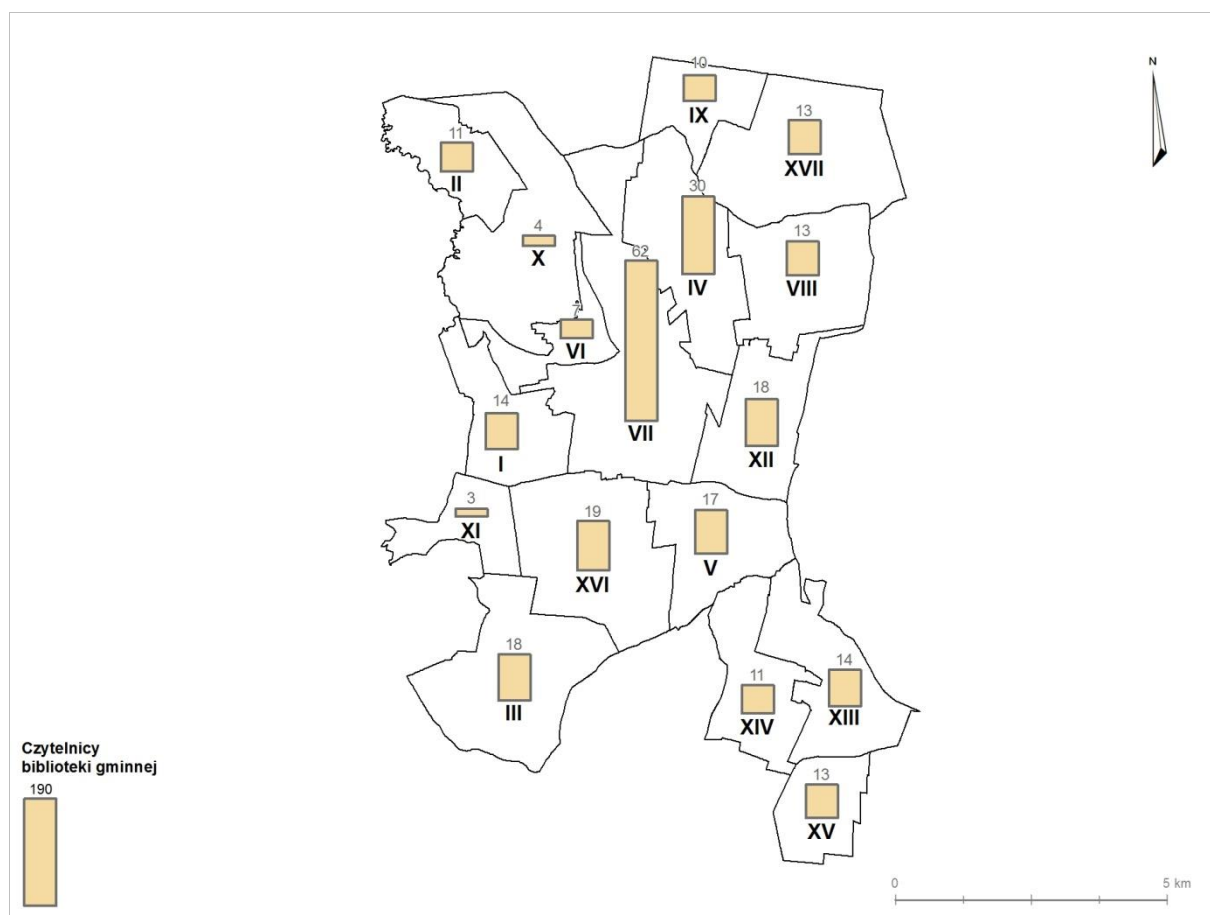 N
10
IX
13
XVII
11
II
30
IV
4
X
13
VIII
62
VII
7
VI
14
I
18
XII
3
XI
19
XVI
17
V
18
III
11
XIV
14
XIII
13
XV
Czytelnicy
biblioteki gminnej
190
0
5 km